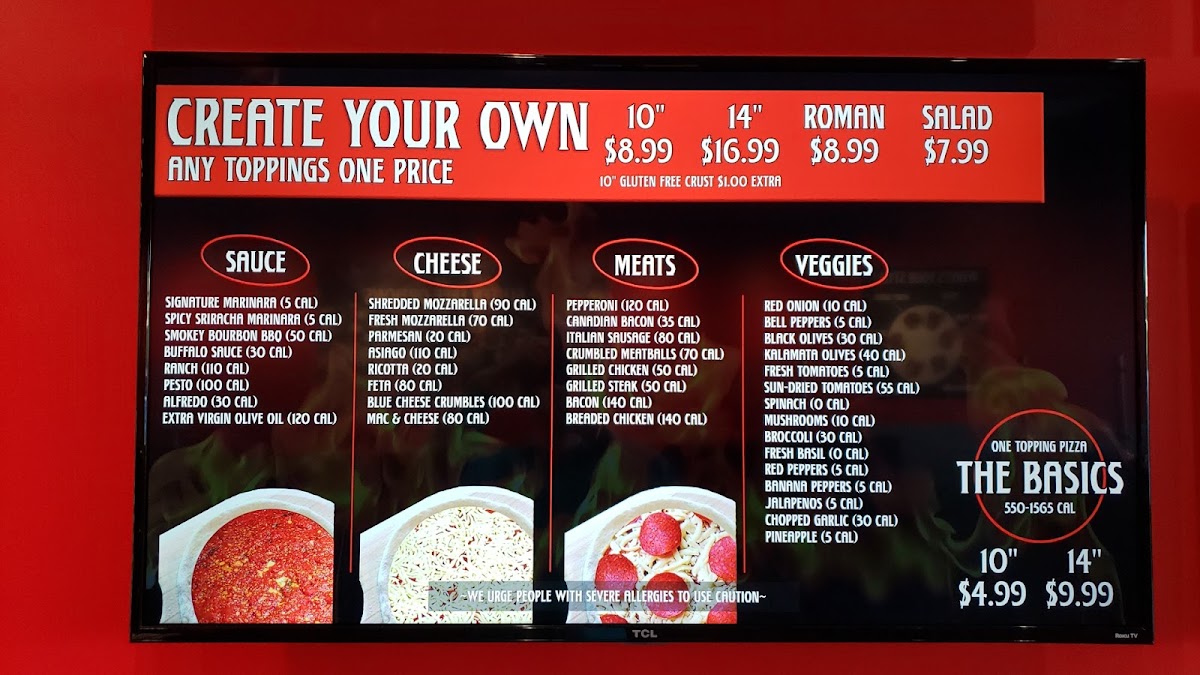 CREATE YOUR OWN
ANY TOPPINGS ONE PRICE
10" 14" ROMAN SALAD
$8.99 $16.99 $8.99 $7.99
10" GLUTEN FREE CRUST $1.00 EXTRA
SAUCE
SIGNATURE MARINARA (5 CAL)
SPICY SRIRACHA MARINARA (5 CAL)
SMOKEY BOURBON BBQ (50 CAL)
BUFFALO SAUCE (30 CAL)
RANCH (110 CAL)
PESTO (100 CAL)
ALFREDO (30 CAL)
EXTRA VIRGIN OLIVE OIL (120 CAL)
CHEESE
SHREDDED MOZZARELLA (90 CAL)
FRESH MOZZARELLA (70 CAL)
PARMESAN (20 CAL)
ASIAGO (110 CAL)
RICOTTA (20 CAL)
FETA (80 CAL)
BLUE CHEESE CRUMBLES (100 CAL)
MAC & CHEESE (80 CAL)
MEATS
PEPPERONI (120 CAL)
CANADIAN BACON (35 CAL)
ITALIAN SAUSAGE (80 CAL)
CRUMBLED MEATBALLS (70 CAL)
GRILLED CHICKEN (50 CAL)
GRILLED STEAK (50 CAL)
BACON (140 CAL)
BREADED CHICKEN (140 CAL)
VEGGIES
RED ONION (10 CAL)
BELL PEPPERS (5 CAL)
BLACK OLIVES (30 CAL)
KALAMATA OLIVES (40 CAL)
FRESH TOMATOES (5 CAL)
SUN-DRIED TOMATOES (55 CAL)
SPINACH (0 CAL)
MUSHROOMS (10 CAL)
BROCCOLI (30 CAL)
FRESH BASIL (0 CAL)
RED PEPPERS (5 CAL)
BANANA PEPPERS (5 CAL)
JALAPENOS (5 CAL)
CHOPPED GARLIC (30 CAL)
PINEAPPLE (5 CAL)
ONE TOPPING PIZZA
THE BASICS
550-1565 CAL
10" 14"
$4.99 $9.99
~WE URGE PEOPLE WITH SEVERE ALLERGIES TO USE CAUTION~
TCL
Roku TV